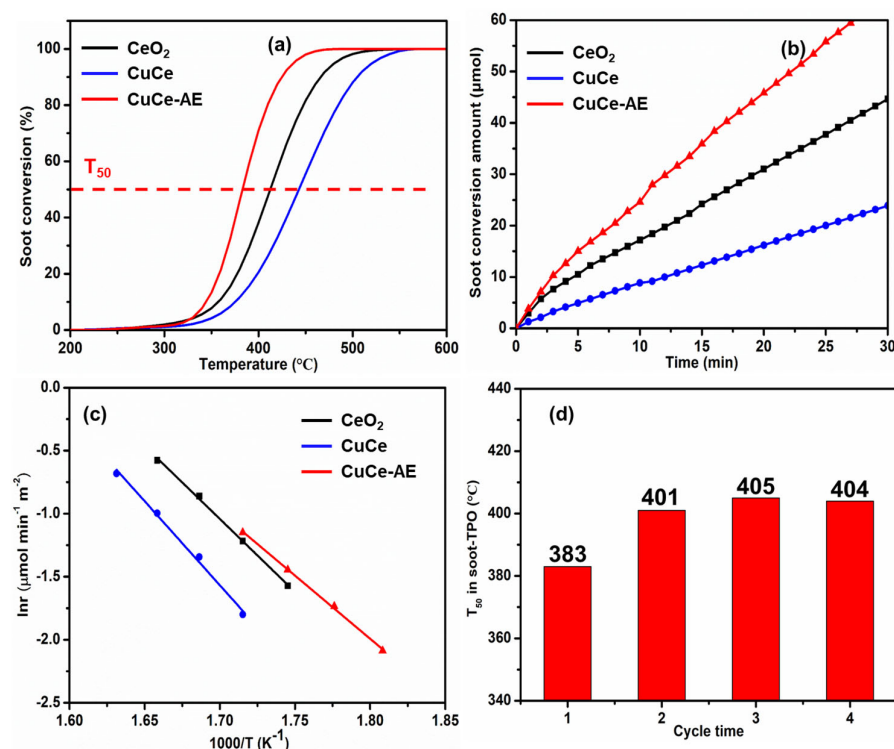 (a)
CeO₂
CuCe
CuCe-AE
T₅₀
Soot conversion (%)
100
80
60
40
20
0
200 300 400 500 600
Temperature (°C)
(b)
CeO₂
CuCe
CuCe-AE
Soot conversion amount (μmol)
60
50
40
30
20
10
0
0 5 10 15 20 25 30
Time (min)
(c)
CeO₂
CuCe
CuCe-AE
lnr (μmol min⁻¹ m⁻²)
0.0
-0.5
-1.0
-1.5
-2.0
-2.5
1.60 1.65 1.70 1.75 1.80 1.85
1000/T (K⁻¹)
(d)
T₅₀ in soot-TPO (°C)
440
420
400
380
360
340
383 401 405 404
1 2 3 4
Cycle time